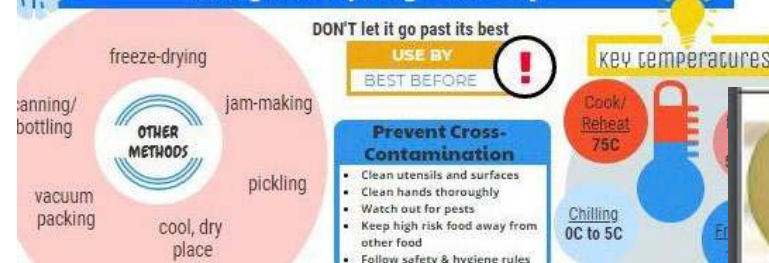 DON'T let it go past its best
USE BY
BEST BEFORE
!
KEY TEMPERATURES
freeze-drying
canning/
bottling
jam-making
OTHER
METHODS
pickling
vacuum
packing
cool, dry
place
Prevent Cross-
Contamination
• Clean utensils and surfaces
• Clean hands thoroughly
• Watch out for pests
• Keep high risk food away from
other food
• Follow safety & hygiene rules
Cook/
Reheat
75C
Chilling
0C to 5C